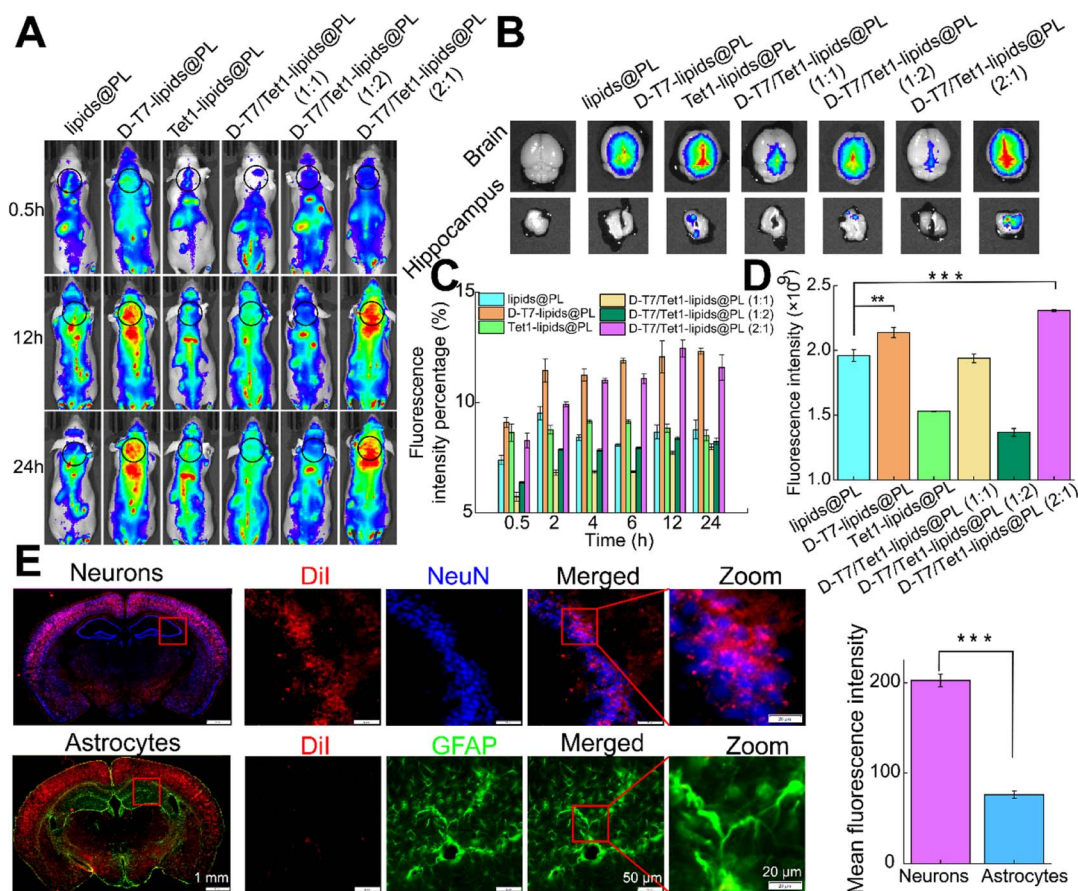 A
lipids@PL
D-T7-lipids@PL
Tet1-lipids@PL
D-T7/Tet1-lipids@PL
(1:1)
D-T7/Tet1-lipids@PL
(1:2)
D-T7/Tet1-lipids@PL
(2:1)
0.5h
12h
24h
B
lipids@PL
D-T7-lipids@PL
Tet1-lipids@PL
D-T7/Tet1-lipids@PL
(1:1)
D-T7/Tet1-lipids@PL
(1:2)
D-T7/Tet1-lipids@PL
(2:1)
Brain
Hippocampus
C
Fluorescence
intensity percentage (%)
15
10
5
lipids@PL
D-T7-lipids@PL
Tet1-lipids@PL
D-T7/Tet1-lipids@PL (1:1)
D-T7/Tet1-lipids@PL (1:2)
D-T7/Tet1-lipids@PL (2:1)
0.5 2 4 6 12 24
Time (h)
D
Fluorescence intensity (×10⁹)
2.0
1.5
1.0
**
***
lipids@PL
D-T7-lipids@PL
Tet1-lipids@PL
D-T7/Tet1-lipids@PL (1:1)
D-T7/Tet1-lipids@PL (1:2)
D-T7/Tet1-lipids@PL (2:1)
E
Neurons DiI NeuN Merged Zoom
20 μm
Astrocytes DiI GFAP Merged Zoom
1 mm 50 μm 20 μm
Mean fluorescence intensity
200
100
0
***
Neurons Astrocytes